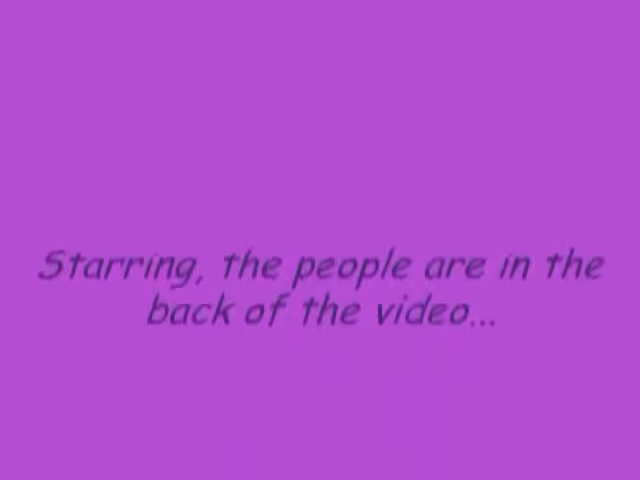 Starring, the people are in the
back of the video...